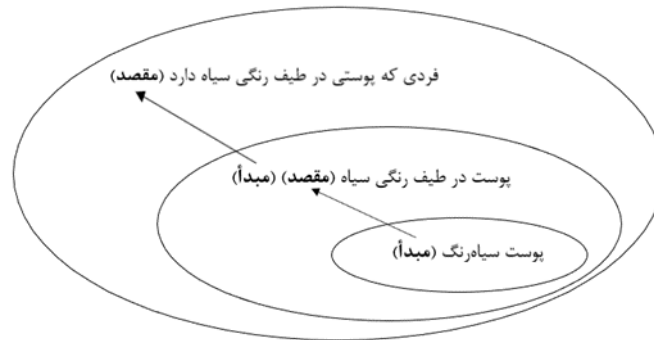 فردی که پوستی در طیف رنگی سیاه دارد (مقصد)
پوست در طیف رنگی سیاه (مقصد) (مبدأ)
پوست سیاه‌رنگ (مبدأ)